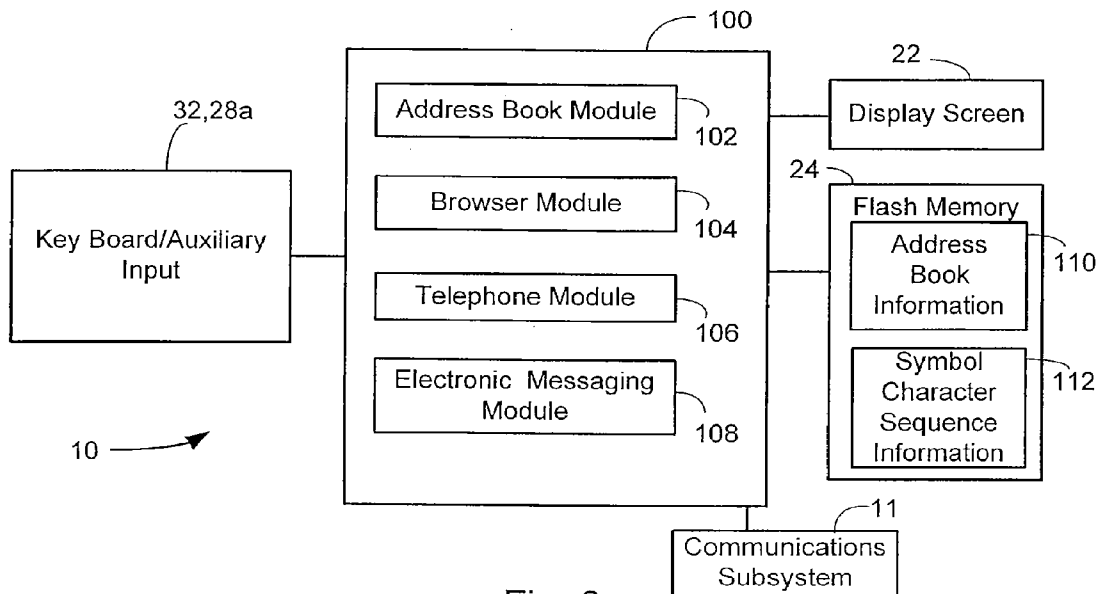 100
22
Address Book Module
102
Display Screen
32,28a
24
Key Board/Auxiliary
Input
Browser Module
104
Flash Memory
Address
Book
Information
110
Telephone Module
106
Symbol
Character
Sequence
Information
112
Electronic Messaging
Module
108
10
11
Communications
Subsystem